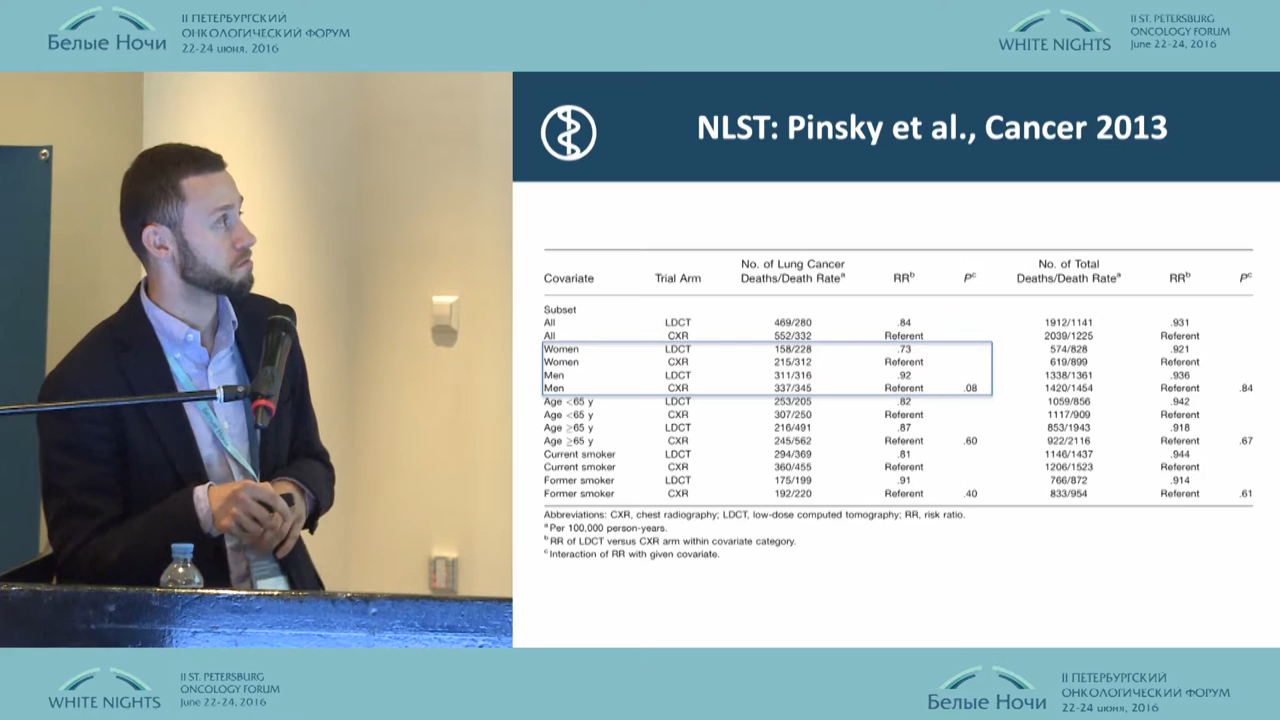 II ПЕТЕРБУРГСКИЙ
ОНКОЛОГИЧЕСКИЙ ФОРУМ
Белые Ночи
22-24 июня, 2016
II ST. PETERSBURG
ONCOLOGY FORUM
WHITE NIGHTS
June 22-24, 2016
NLST: Pinsky et al., Cancer 2013
No. of Lung Cancer No. of Total
Covariate Trial Arm Deaths/Death Rateᵃ RRᵇ Pᶜ Deaths/Death Rateᵃ RRᵇ Pᶜ
Subset
All LDCT 469/280 .84 1912/1141 .931
All CXR 552/332 Referent 2039/1225 Referent
Women LDCT 158/228 .73 574/828 .921
Women CXR 215/312 Referent 619/899 Referent
Men LDCT 311/316 .92 1338/1361 .936
Men CXR 337/345 Referent .08 1420/1454 Referent .84
Age <65 y LDCT 253/205 .82 1059/856 .942
Age <65 y CXR 307/250 Referent 1117/909 Referent
Age ≥65 y LDCT 216/491 .87 853/1943 .918
Age ≥65 y CXR 245/562 Referent .60 922/2116 Referent .67
Current smoker LDCT 294/369 .81 1146/1437 .944
Current smoker CXR 360/455 Referent 1206/1523 Referent
Former smoker LDCT 175/199 .91 766/872 .914
Former smoker CXR 192/220 Referent .40 833/954 Referent .61
Abbreviations: CXR, chest radiography; LDCT, low-dose computed tomography; RR, risk ratio.
ᵃ Per 100,000 person-years.
ᵇ RR of LDCT versus CXR arm within covariate category.
ᶜ Interaction of RR with given covariate.
II ST. PETERSBURG
ONCOLOGY FORUM
WHITE NIGHTS
June 22-24, 2016
II ПЕТЕРБУРГСКИЙ
ОНКОЛОГИЧЕСКИЙ ФОРУМ
Белые Ночи
22-24 июня, 2016